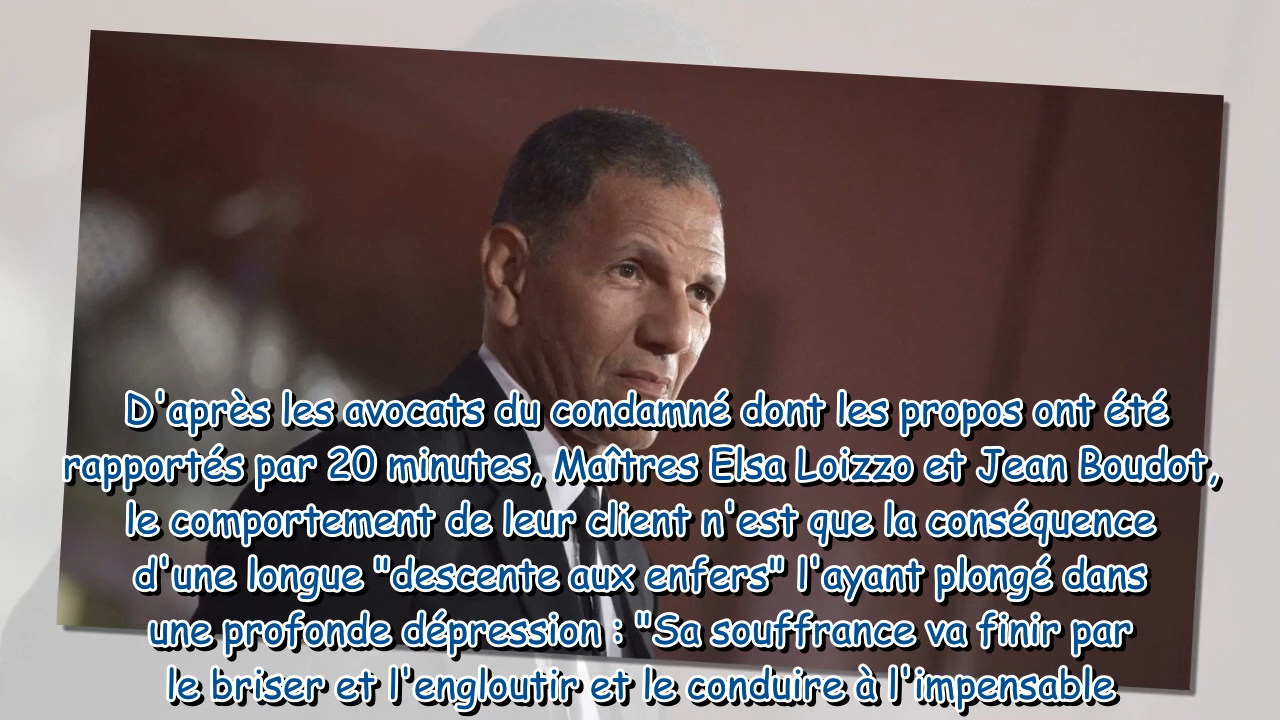 D'après les avocats du condamné dont les propos ont été
rapportés par 20 minutes, Maîtres Elsa Loizzo et Jean Boudot,
le comportement de leur client n'est que la conséquence
d'une longue "descente aux enfers" l'ayant plongé dans
une profonde dépression : "Sa souffrance va finir par
le briser et l'engloutir et le conduire à l'impensable